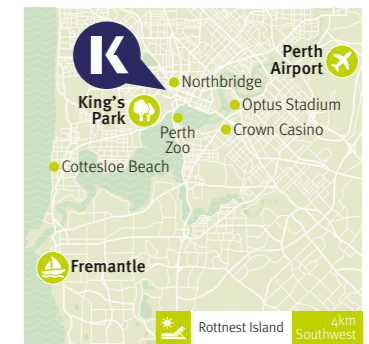 K
Perth
Airport
Northbridge
King's
Park
Optus Stadium
Perth
Zoo
Crown Casino
Cottesloe Beach
Fremantle
Rottnest Island
4km
Southwest